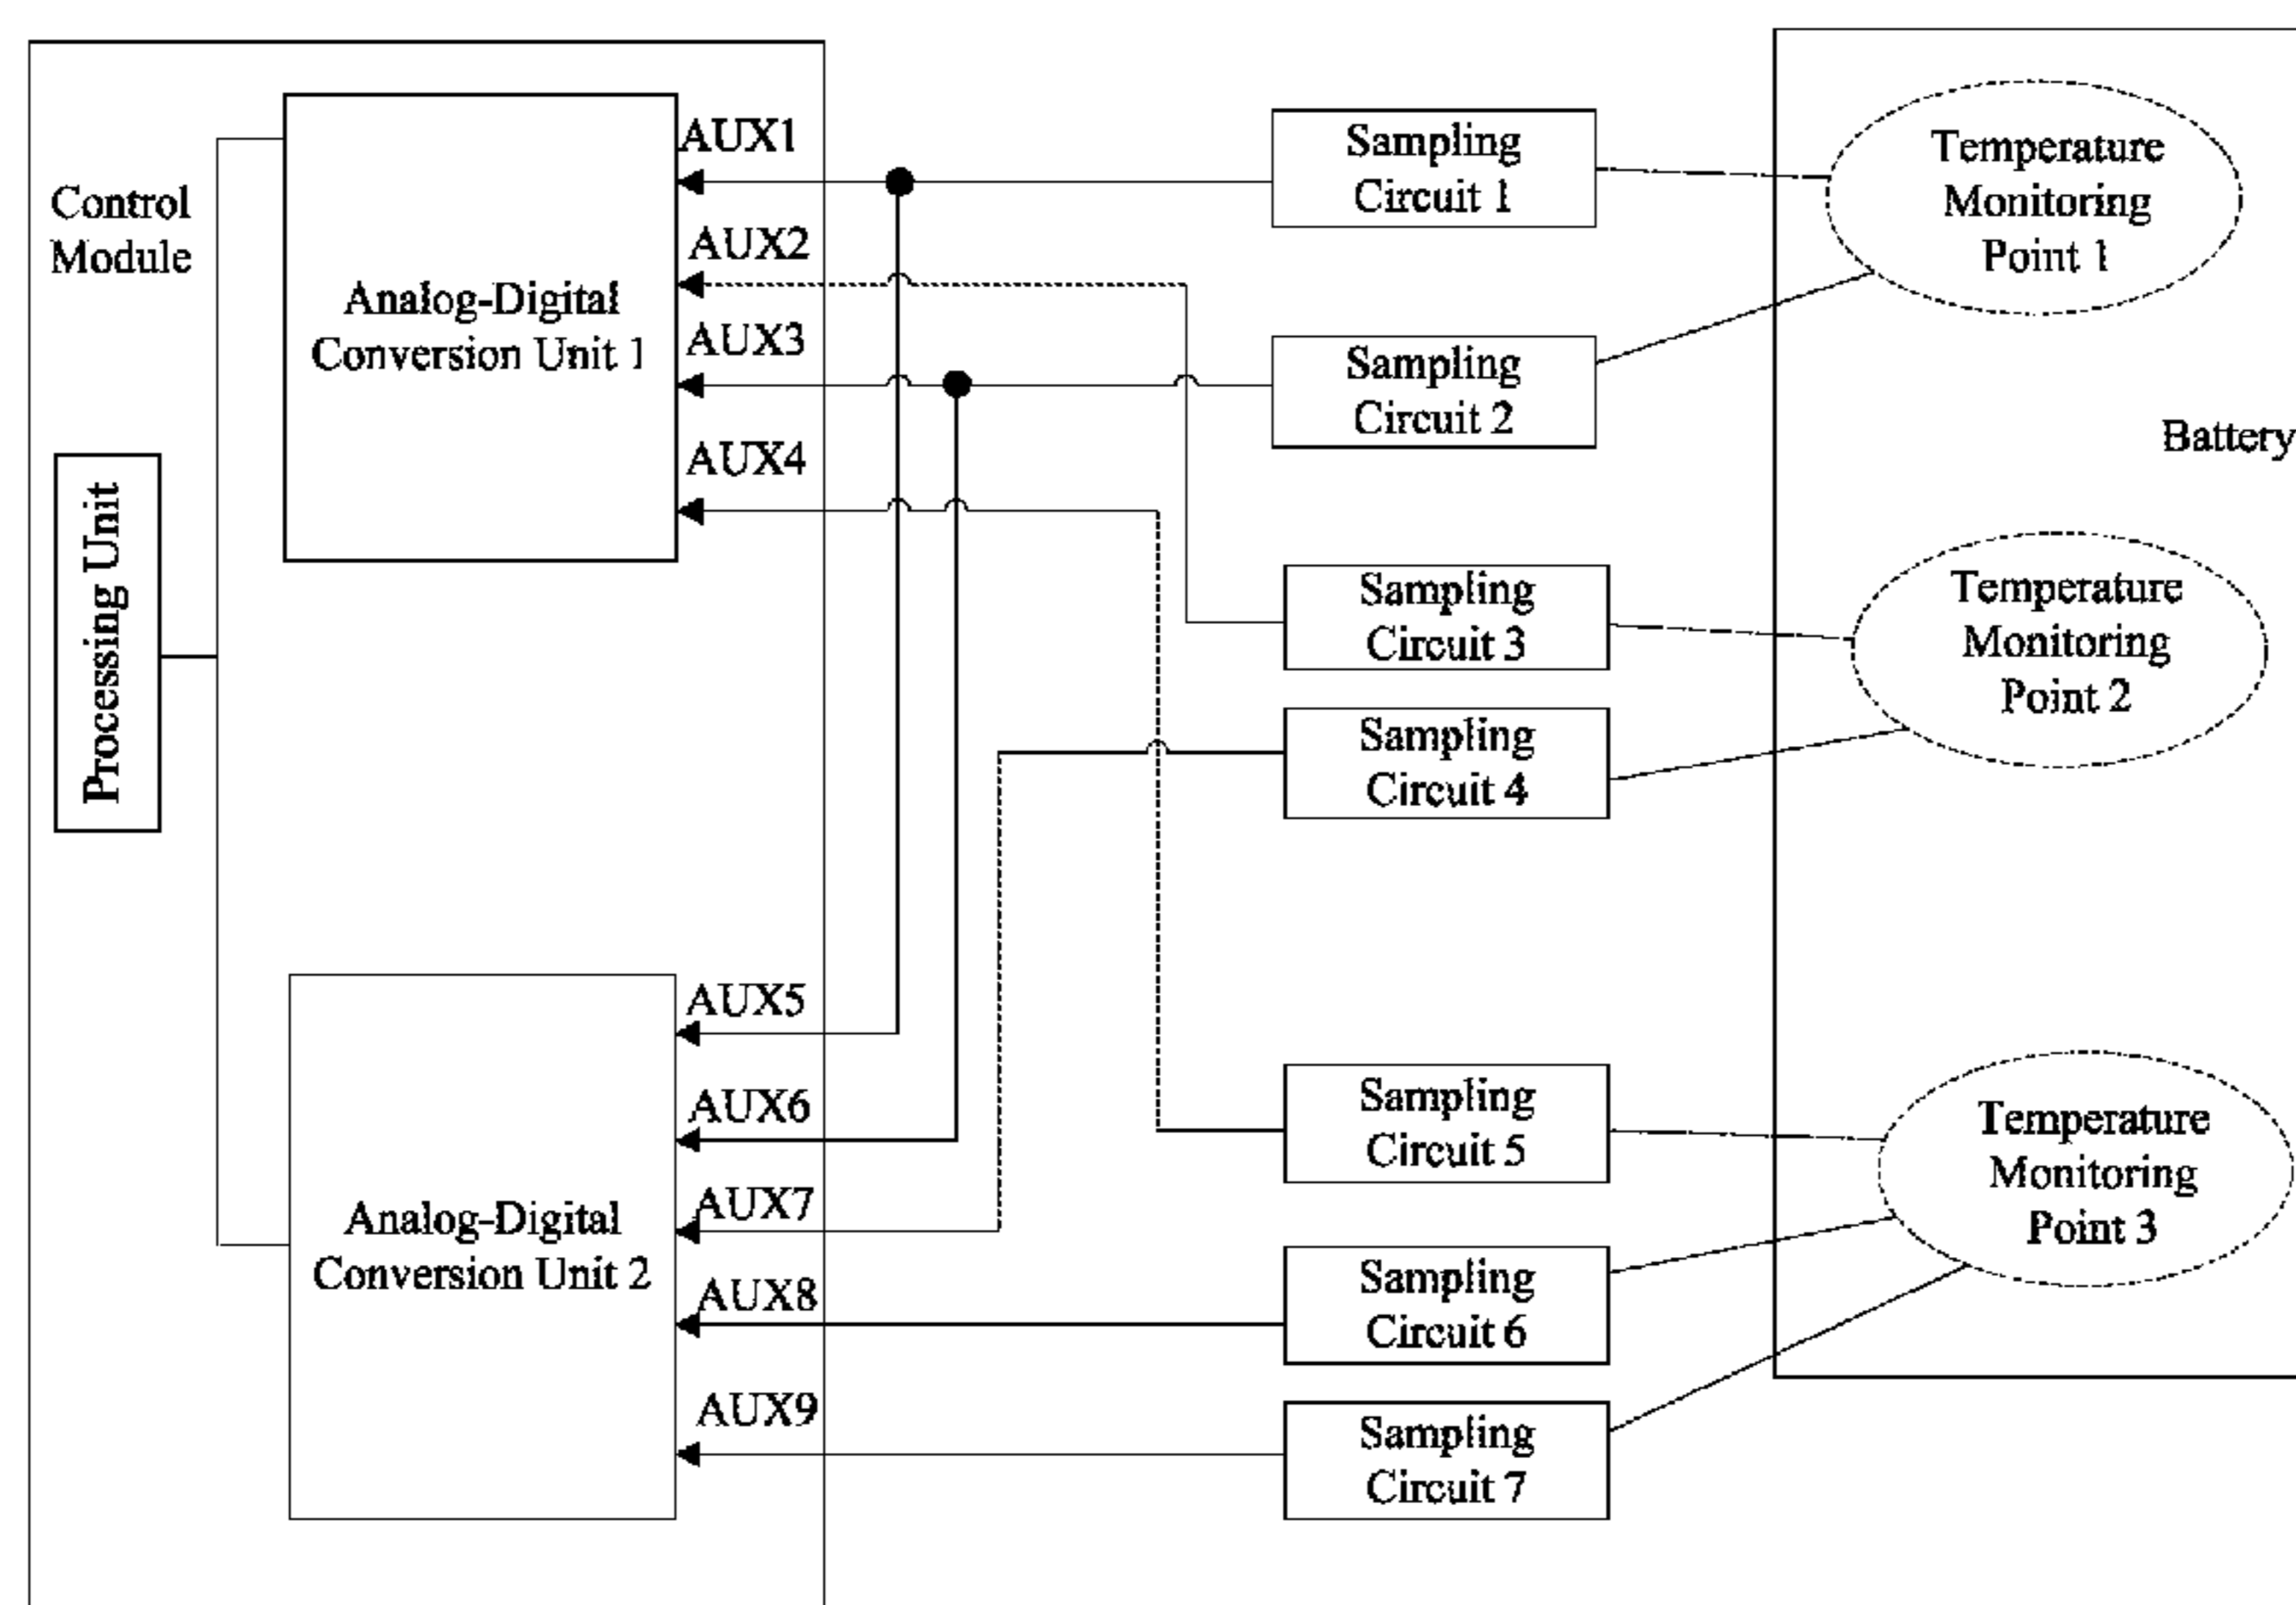 Control
Module
Processing Unit
Analog-Digital
Conversion Unit 1
AUX1
AUX2
AUX3
AUX4
Analog-Digital
Conversion Unit 2
AUX5
AUX6
AUX7
AUX8
AUX9
Sampling
Circuit 1
Sampling
Circuit 2
Sampling
Circuit 3
Sampling
Circuit 4
Sampling
Circuit 5
Sampling
Circuit 6
Sampling
Circuit 7
Temperature
Monitoring
Point 1
Battery
Temperature
Monitoring
Point 2
Temperature
Monitoring
Point 3